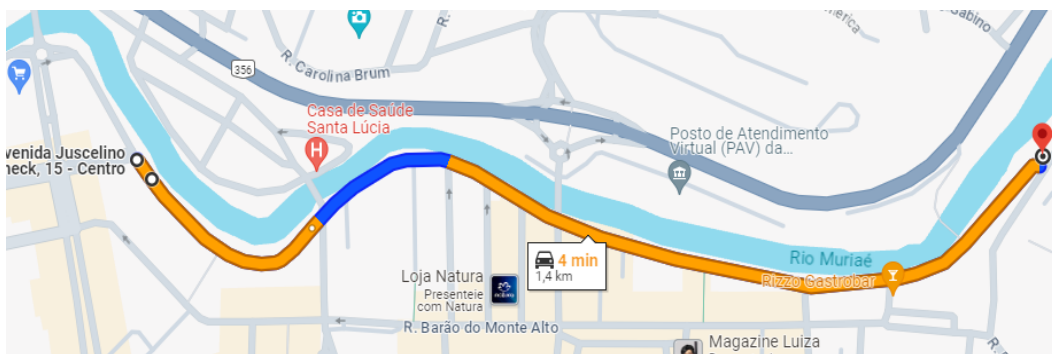 R. Carolina Brum
356
Casa de Saúde
Santa Lúcia
H
venida Juscelino
heck, 15 - Centro
Posto de Atendimento
Virtual (PAV) da...
4 min
1,4 km
Rio Muriaé
Rizzo Gastrobar
Loja Natura
Presenteie
com Natura
natura
R. Barão do Monte Alto
Magazine Luiza